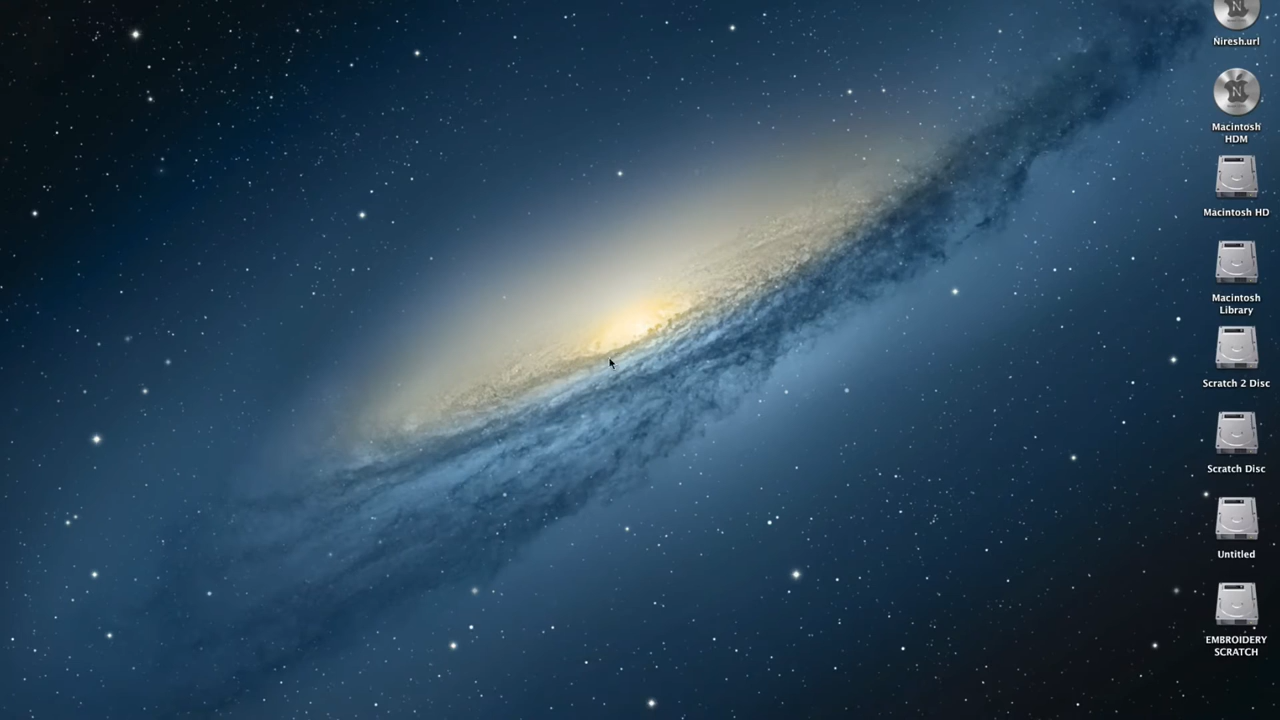 N
Niresh.url
N
Macintosh
HDM
Macintosh HD
Macintosh
Library
Scratch 2 Disc
Scratch Disc
Untitled
EMBROIDERY
SCRATCH